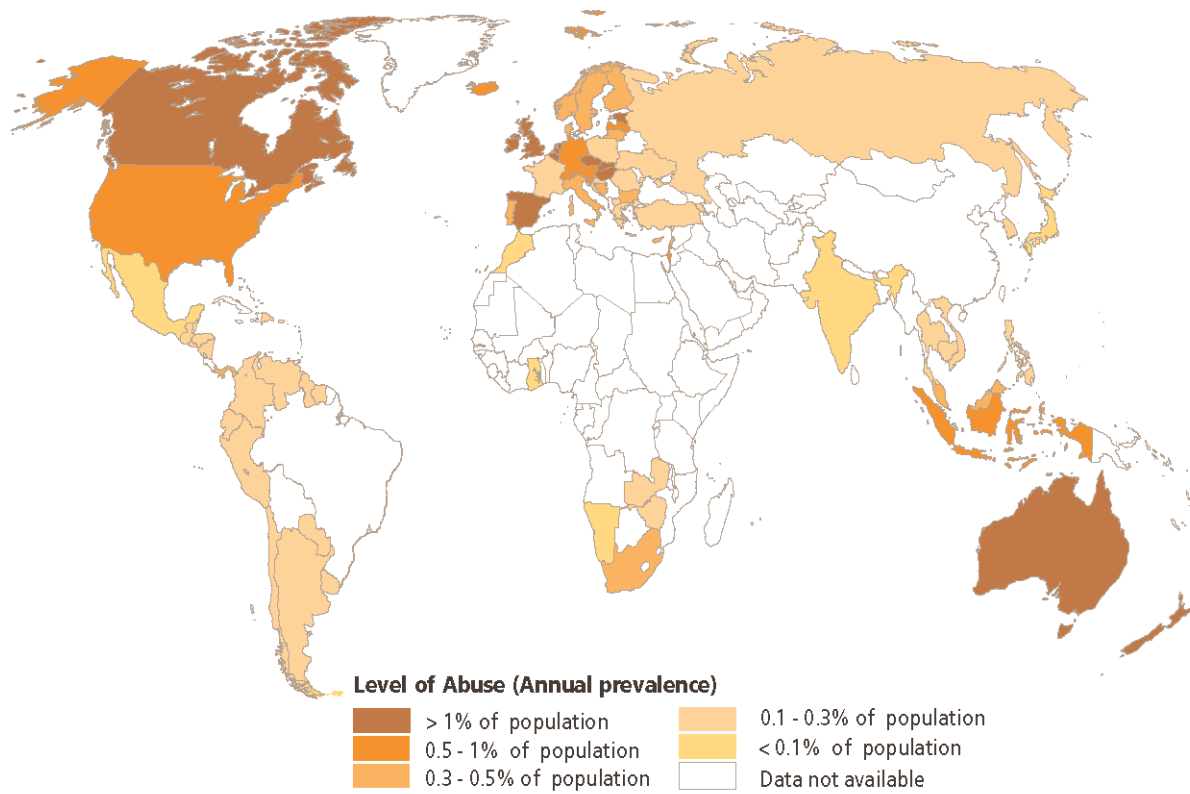 Level of Abuse (Annual prevalence)
> 1% of population
0.5 - 1% of population
0.3 - 0.5% of population
0.1 - 0.3% of population
< 0.1% of population
Data not available